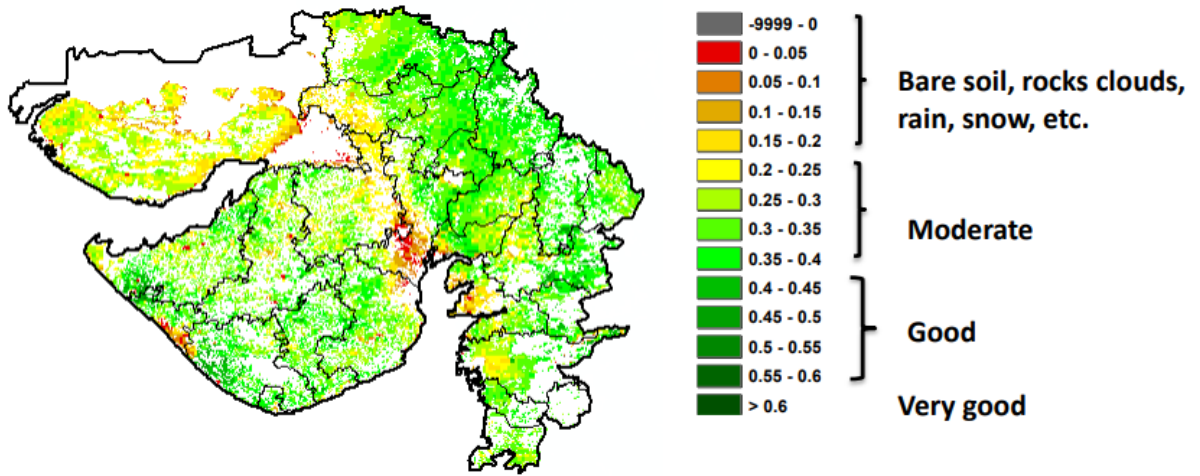 -9999 - 0
0 - 0.05
0.05 - 0.1
0.1 - 0.15
0.15 - 0.2
0.2 - 0.25
0.25 - 0.3
0.3 - 0.35
0.35 - 0.4
0.4 - 0.45
0.45 - 0.5
0.5 - 0.55
0.55 - 0.6
> 0.6
Bare soil, rocks clouds,
rain, snow, etc.
Moderate
Good
Very good